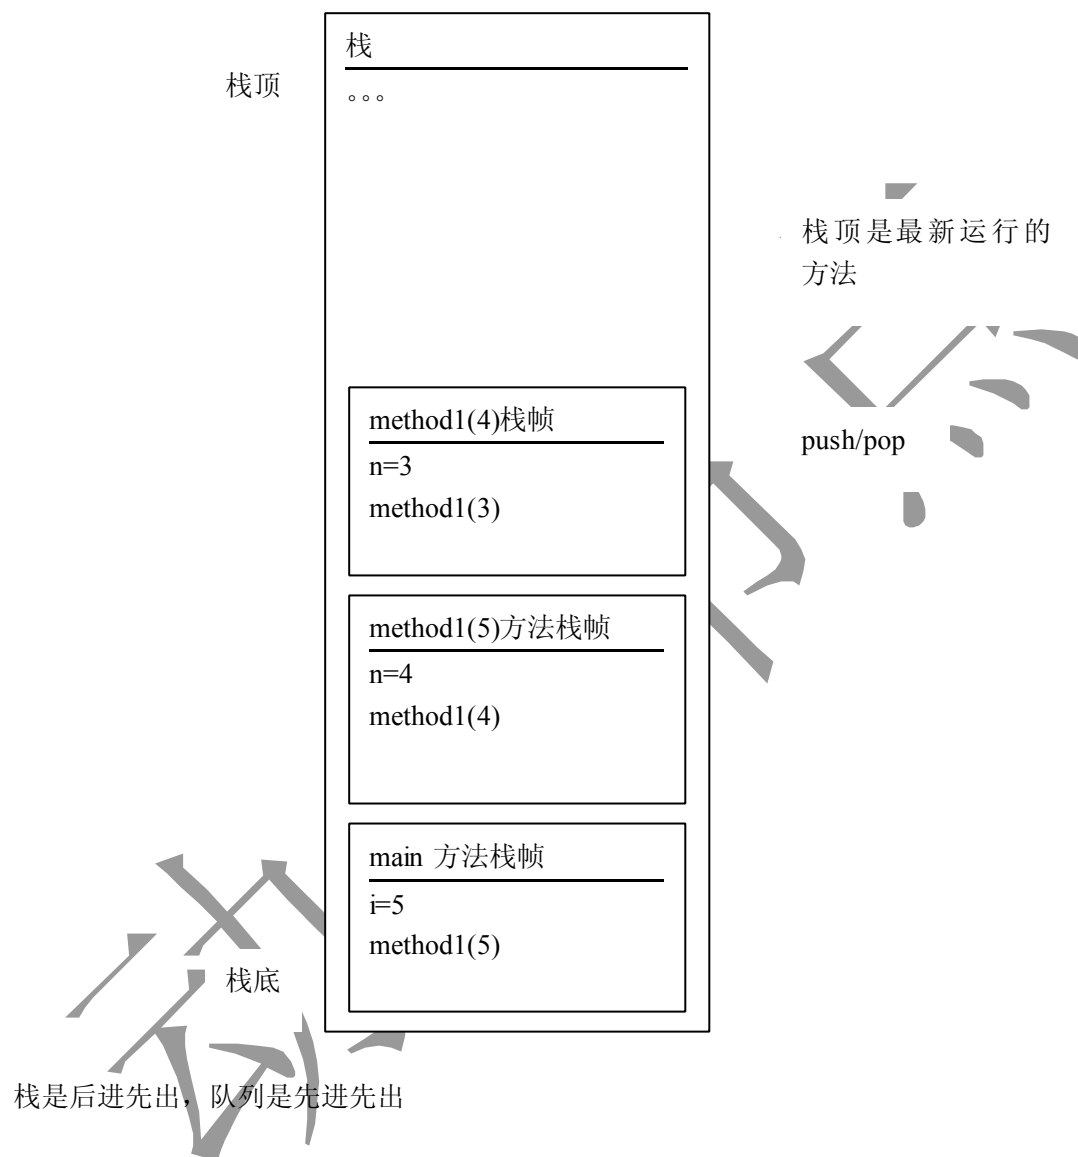 栈
栈顶
。。。
栈顶是最新运行的
方法
method1(4)栈帧
push/pop
n=3
method1(3)
method1(5)方法栈帧
n=4
method1(4)
main 方法栈帧
i=5
method1(5)
栈底
栈是后进先出，队列是先进先出